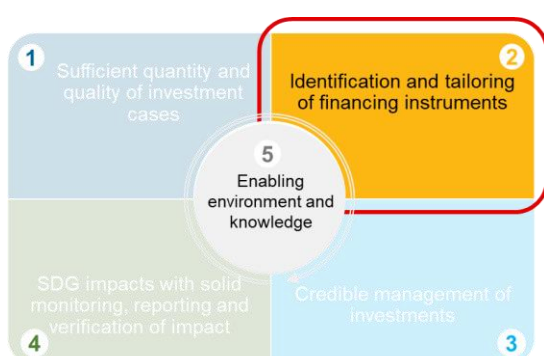 1
Sufficient quantity and
quality of investment
cases
2
Identification and tailoring
of financing instruments
5
Enabling
environment and
knowledge
SDG impacts with solid
monitoring, reporting and
verification of impact
4
Credible management of
investments
3